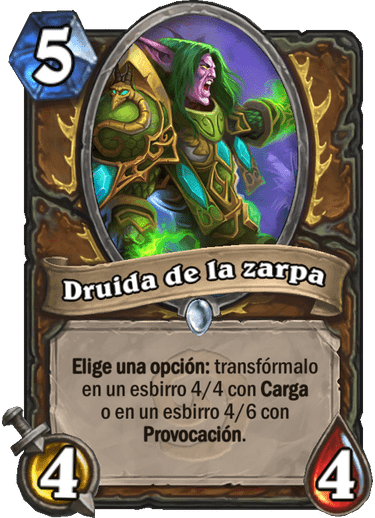 5
Druida de la zarpa
Elige una opción: transfórmalo
en un esbirro 4/4 con Carga
o en un esbirro 4/6 con
Provocación.
4
4